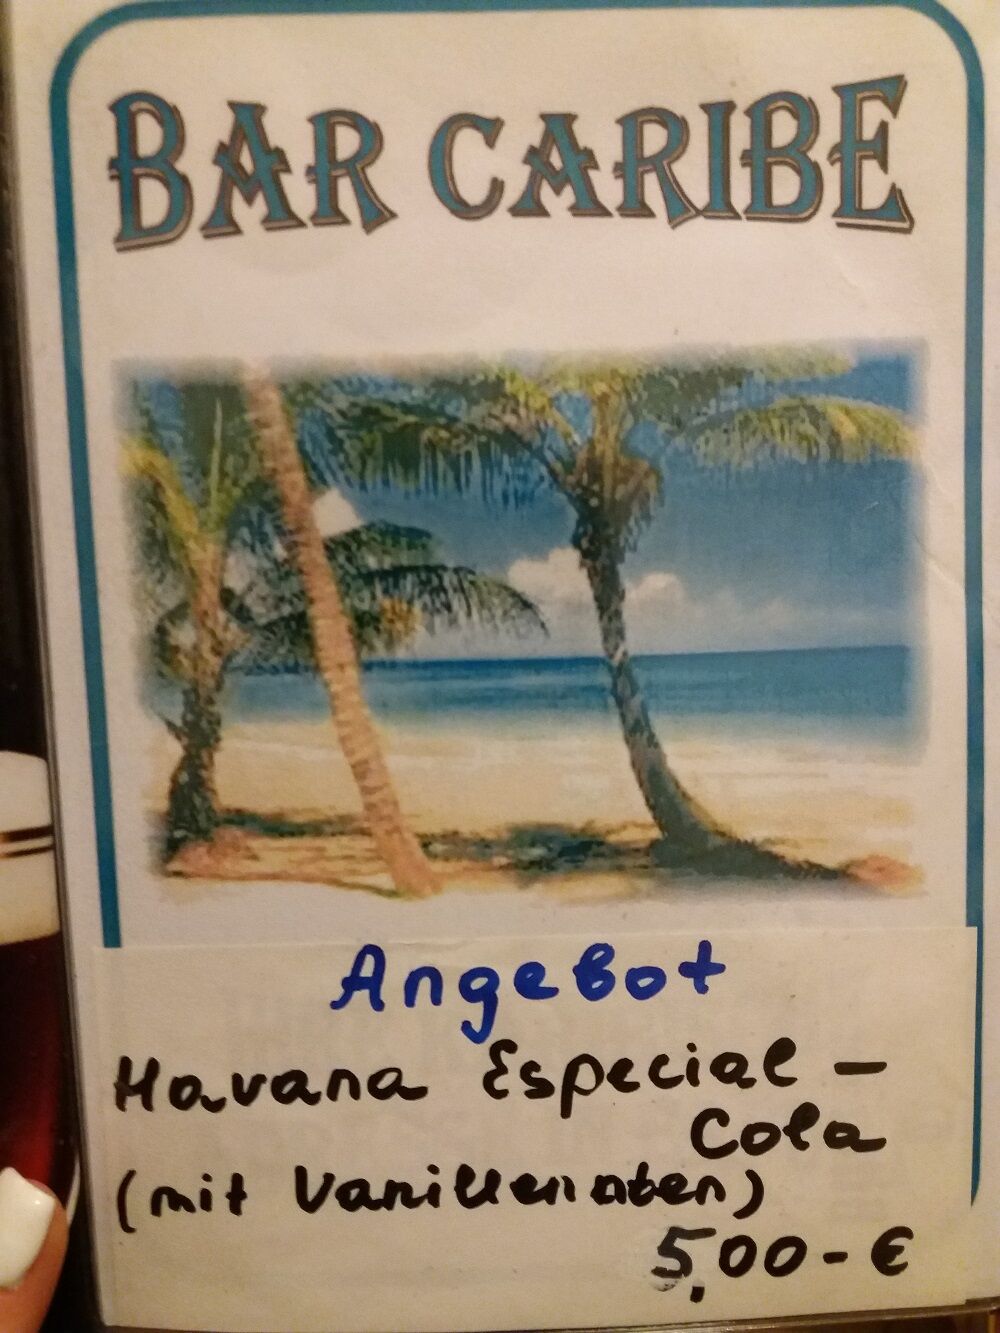 BAR CARIBE
Angebot
Havana Especial -
Cola
(mit Vanillenoten)
5,00-€